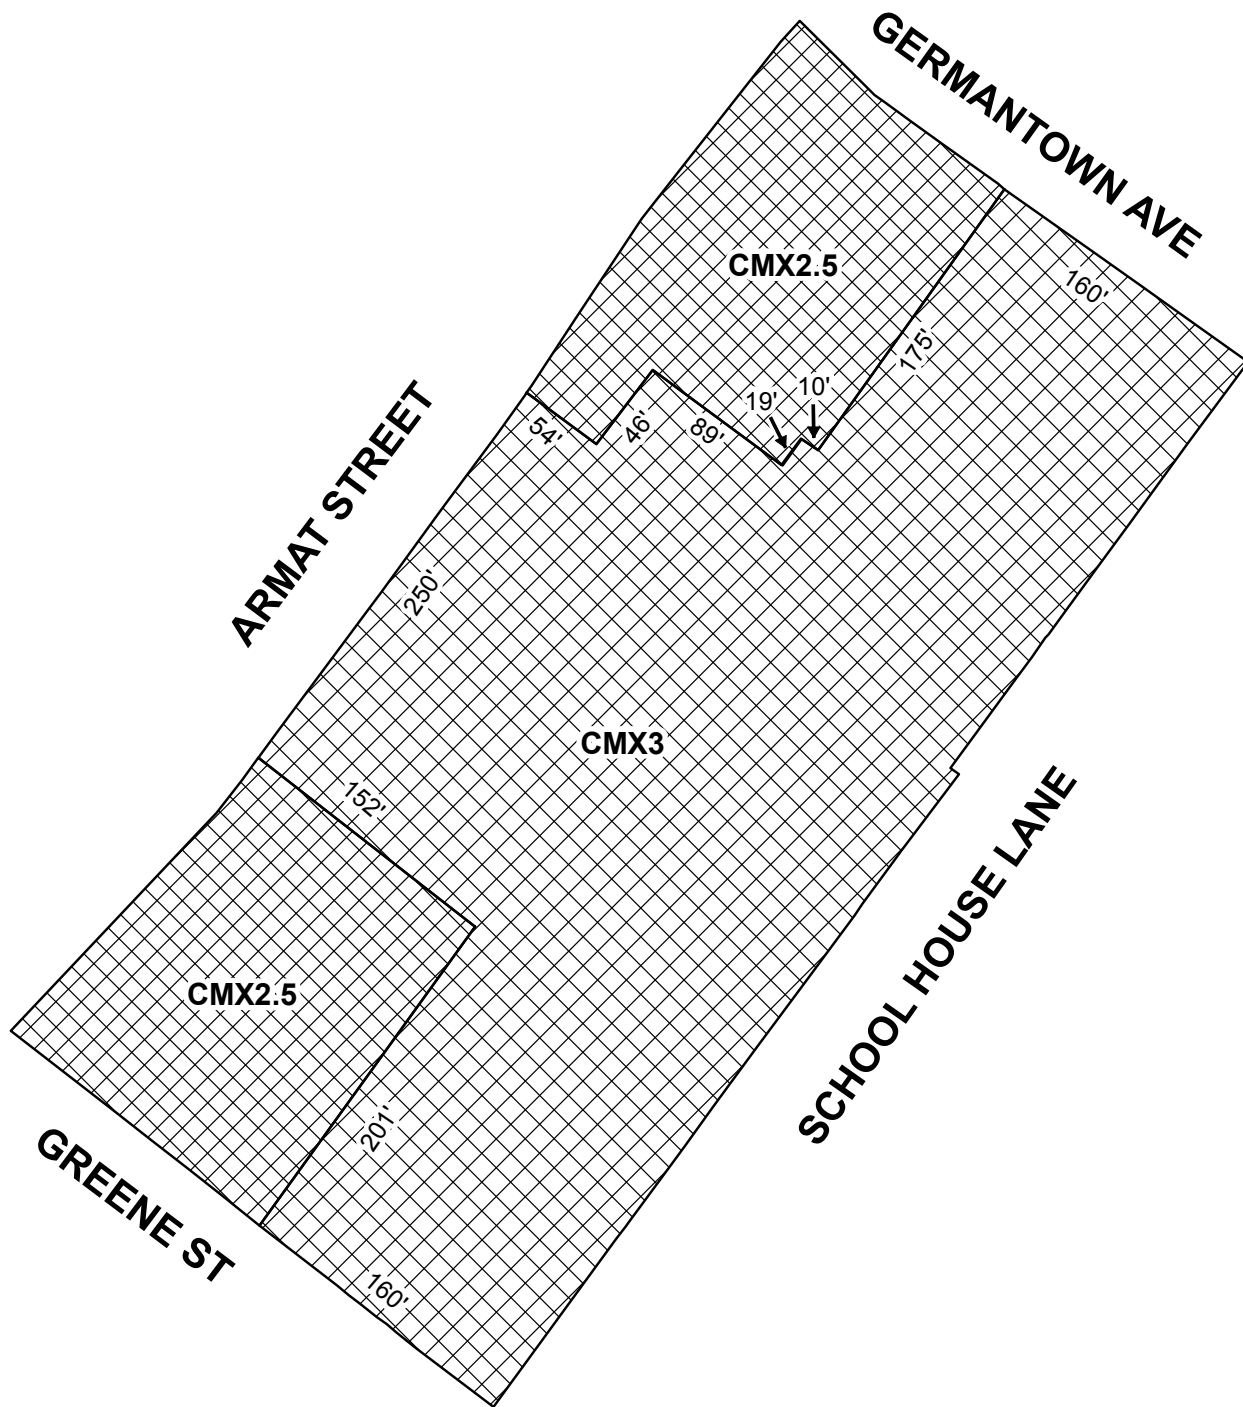 GERMANTOWN AVE
CMX2.5
160'
175'
10'
19'
54'
46'
89'
ARMAT STREET
250'
CMX3
152'
SCHOOL HOUSE LANE
CMX2.5
201'
GREENE ST
160'